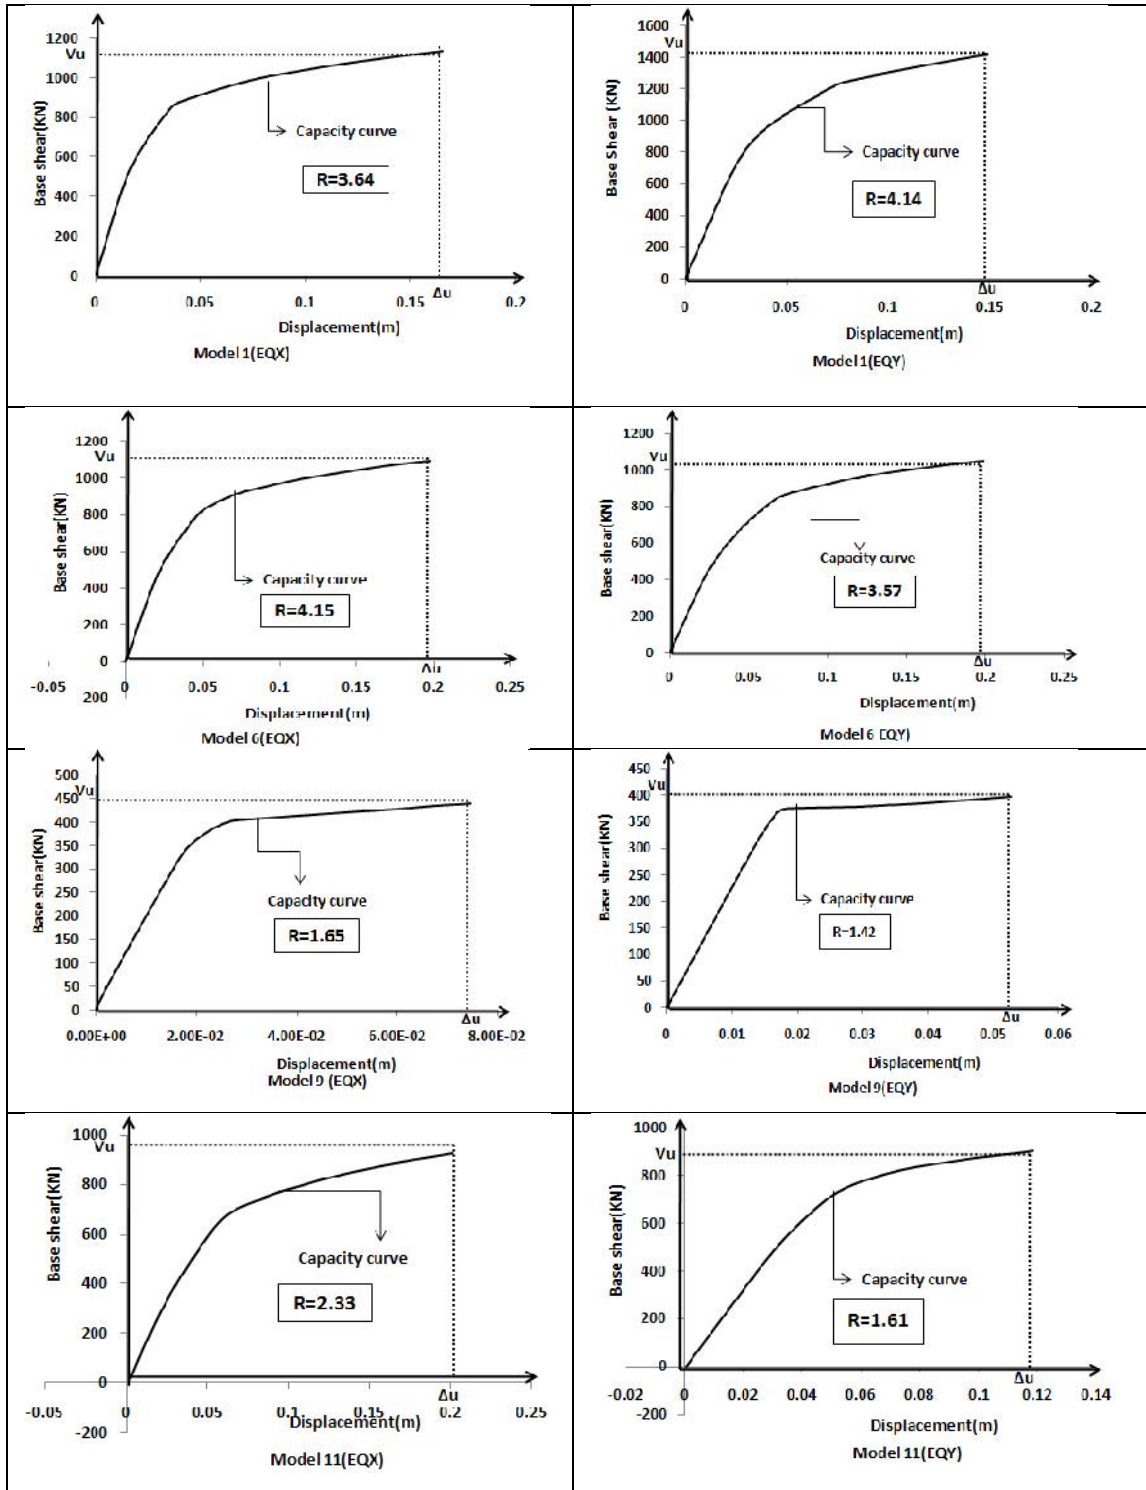 1200
Vu
1000
800
600
400
200
0
Base shear(KN)
Capacity curve
R=3.64
Δu
0 0.05 0.1 0.15 0.2
Displacement(m)
Model 1(EQX)
1600
Vu
1400
1200
1000
800
600
400
200
0
Base Shear (KN)
Capacity curve
R=4.14
Δu
0 0.05 0.1 0.15 0.2
Displacement(m)
Model 1(EQY)
1200
Vu
1000
800
600
400
200
0
200
Base shear(KN)
Capacity curve
R=4.15
Δu
-0.05 0 0.05 0.1 0.15 0.2 0.25
Displacement(m)
Model 6(EQX)
1200
Vu
1000
800
600
400
200
0
Base shear(KN)
Capacity curve
R=3.57
Δu
0 0.05 0.1 0.15 0.2 0.25
Displacement(m)
Model 6 EQY)
500
Vu
450
400
350
300
250
200
150
100
50
0
Base shear(KN)
Capacity curve
R=1.65
Δu
0.00E+00 2.00E-02 4.00E-02 6.00E-02 8.00E-02
Displacement(m)
Model 9 (EQX)
450
Vu
400
350
300
250
200
150
100
50
0
Base shear(KN)
Capacity curve
R=1.42
Δu
0 0.01 0.02 0.03 0.04 0.05 0.06
Displacement(m)
Model 9(EQY)
1000
Vu
800
600
400
200
0
-200
Base shear(KN)
Capacity curve
R=2.33
Δu
-0.05 0 0.05 0.1 0.15 0.2 0.25
Displacement(m)
Model 11(EQX)
1000
Vu
800
600
400
200
0
-200
Base shear(KN)
Capacity curve
R=1.61
Δu
-0.02 0 0.02 0.04 0.06 0.08 0.1 0.12 0.14
Displacement(m)
Model 11(EQY)